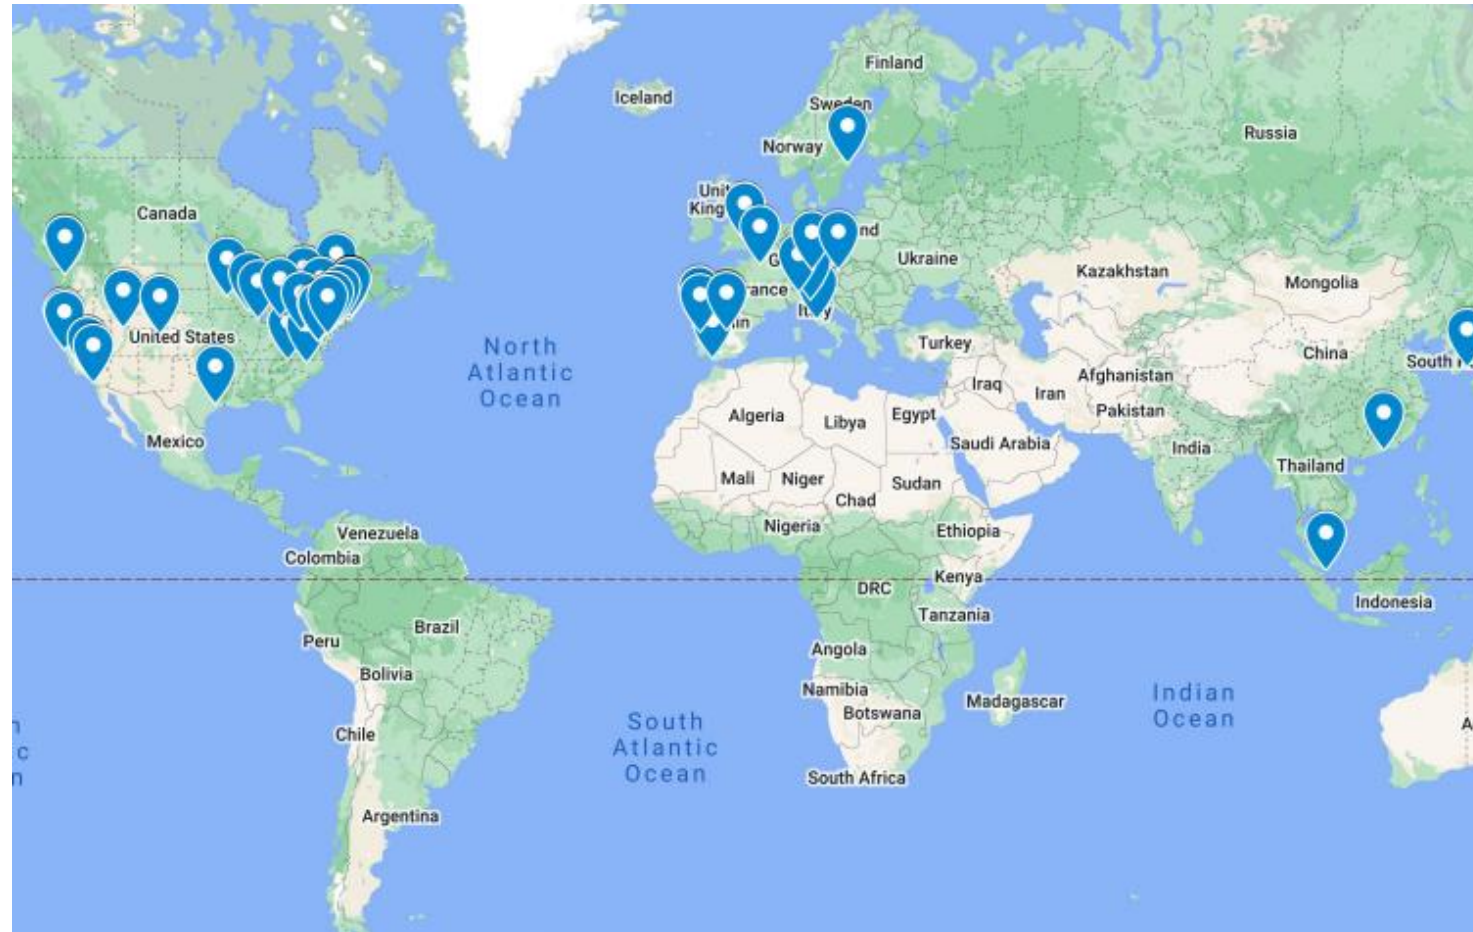 Finland
Iceland
Sweden
Russia
Norway
Canada
Ukraine
Kazakhstan
Mongolia
United States
North
Atlantic
Ocean
Turkey
China
South
Iraq
Iran
Afghanistan
Pakistan
Algeria
Libya
Egypt
Saudi Arabia
India
Mexico
Thailand
Mali
Niger
Chad
Sudan
Nigeria
Ethiopia
Venezuela
Colombia
DRC
Kenya
Indonesia
Tanzania
Brazil
Peru
Angola
Bolivia
Namibia
Botswana
Madagascar
Indian
Ocean
Chile
South
Atlantic
Ocean
South Africa
Argentina